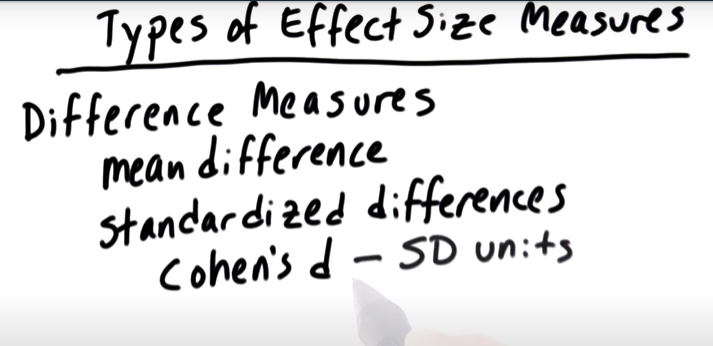 Types of Effect Size Measures
Difference Measures
mean difference
standardized differences
Cohen's d – SD units